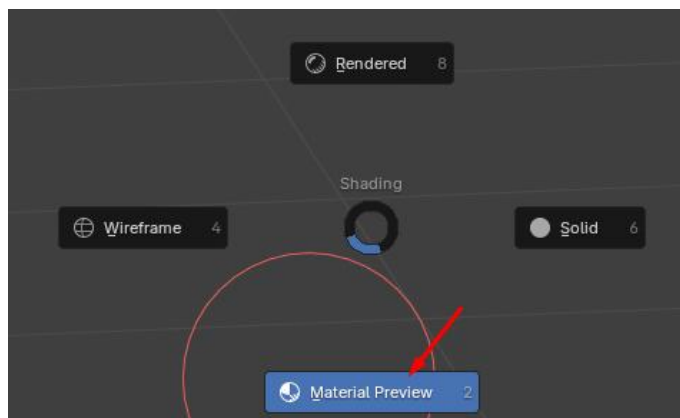 Rendered 8
Shading
Wireframe 4
Solid 6
Material Preview 2